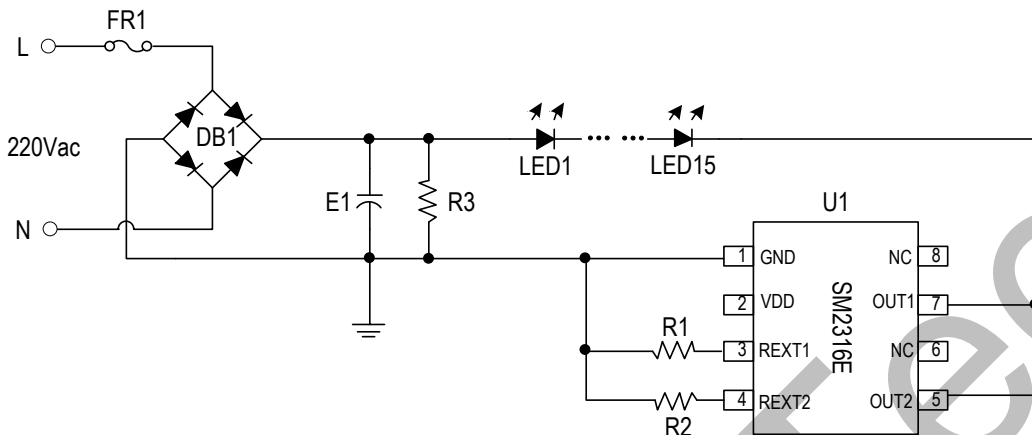 FR1
L
220Vac
DB1
N
E1
R3
LED1
LED15
U1
SM2316E
1 GND
NC 8
2 VDD
OUT1 7
R1
3 REXT1
NC 6
R2
4 REXT2
OUT2 5